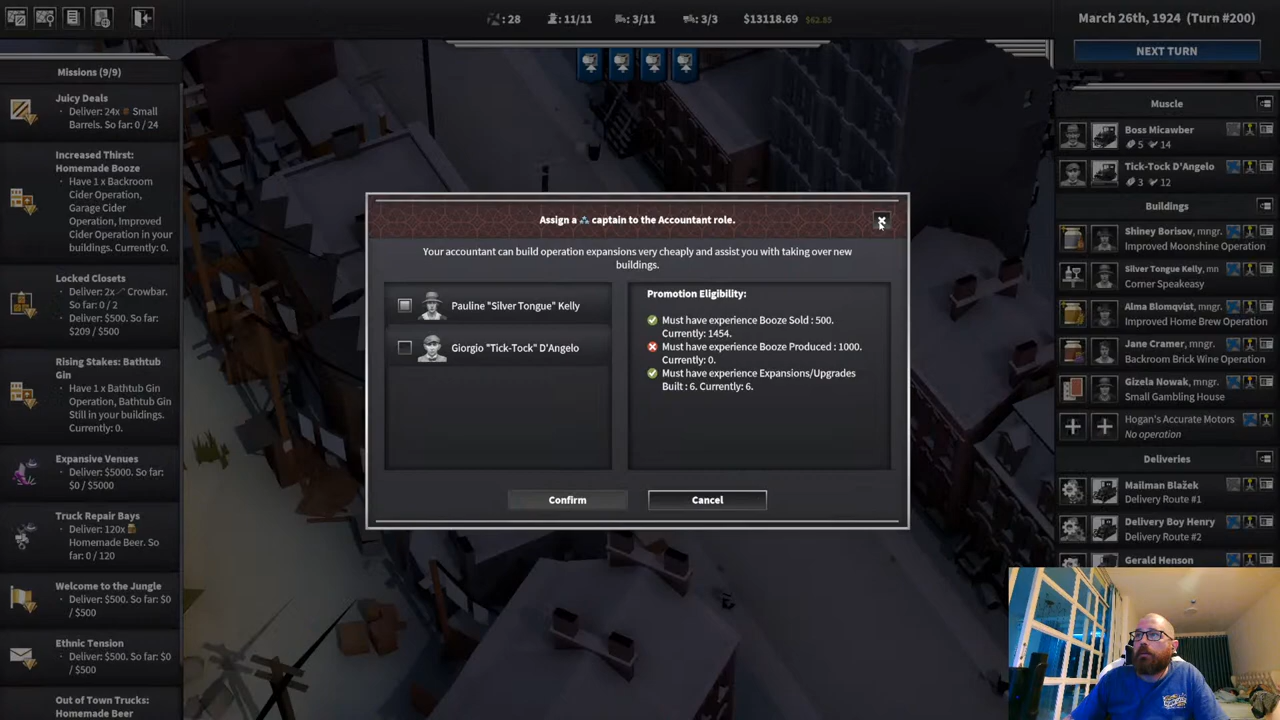 : 28
: 11/11
: 3/11
: 3/3
$13118.69 $62.85
March 26th, 1924 (Turn #200)
NEXT TURN
Missions (9/9)
Juicy Deals
· Deliver: 24x Small
Barrels. So far: 0 / 24
Increased Thirst:
Homemade Booze
· Have 1 x Backroom
Cider Operation,
Garage Cider
Operation, Improved
Cider Operation in your
buildings. Currently: 0.
Locked Closets
· Deliver: 2x Crowbar.
So far: 0 / 2
· Deliver: $500. So far:
$209 / $500
Rising Stakes: Bathtub
Gin
· Have 1 x Bathtub Gin
Operation, Bathtub Gin
Still in your buildings.
Currently: 0.
Expansive Venues
· Deliver: $5000. So far:
$0 / $5000
Truck Repair Bays
· Deliver: 120x
Homemade Beer. So
far: 0 / 120
Welcome to the Jungle
· Deliver: $500. So far: $0
/ $500
Ethnic Tension
· Deliver: $500. So far: $0
/ $500
Out of Town Trucks:
Homemade Beer
Assign a captain to the Accountant role.
Your accountant can build operation expansions very cheaply and assist you with taking over new
buildings.
Pauline "Silver Tongue" Kelly
Giorgio "Tick-Tock" D'Angelo
Promotion Eligibility:
Must have experience Booze Sold : 500.
Currently: 1454.
Must have experience Booze Produced : 1000.
Currently: 0.
Must have experience Expansions/Upgrades
Built : 6. Currently: 6.
Confirm
Cancel
Muscle
Boss Micawber
5 14
Tick-Tock D'Angelo
3 12
Buildings
Shiney Borisov, mngr.
Improved Moonshine Operation
Silver Tongue Kelly, mn
Corner Speakeasy
Alma Blomqvist, mngr.
Improved Home Brew Operation
Jane Cramer, mngr.
Backroom Brick Wine Operation
Gizela Nowak, mngr.
Small Gambling House
Hogan's Accurate Motors
No operation
Deliveries
Mailman Blažek
Delivery Route #1
Delivery Boy Henry
Delivery Route #2
Gerald Henson